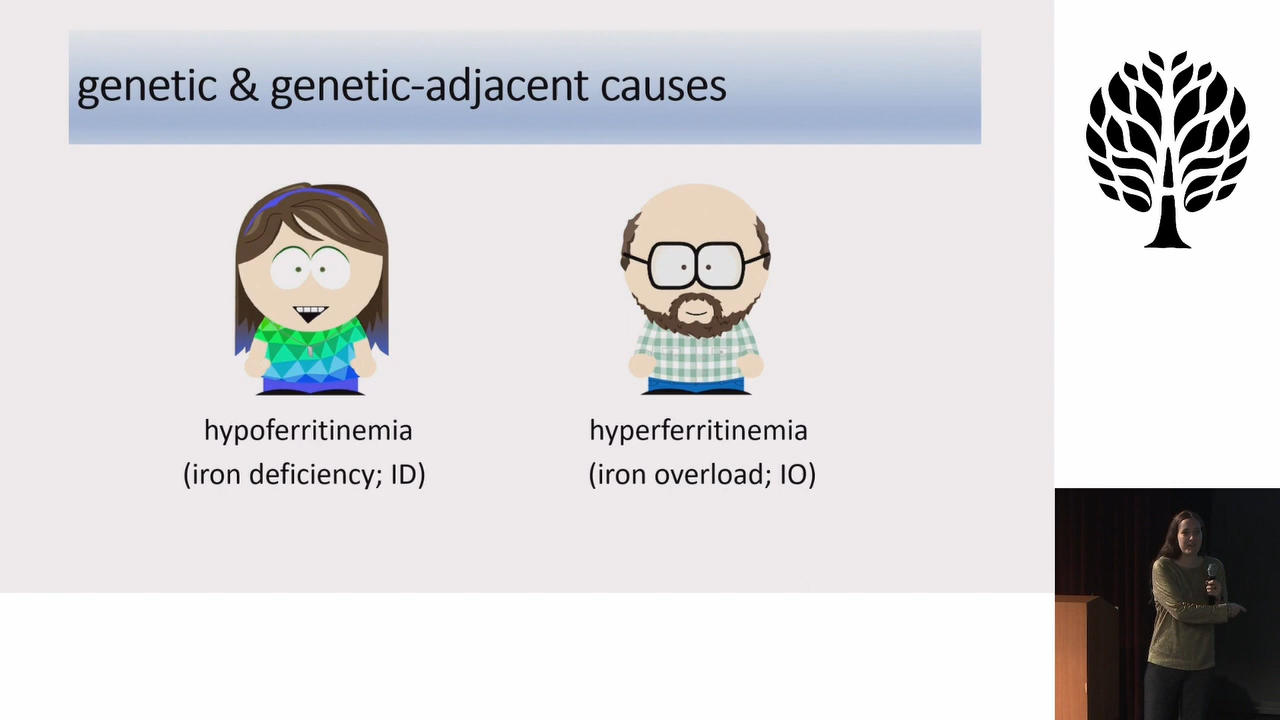 genetic & genetic-adjacent causes
hypoferritinemia
(iron deficiency; ID)
hyperferritinemia
(iron overload; IO)